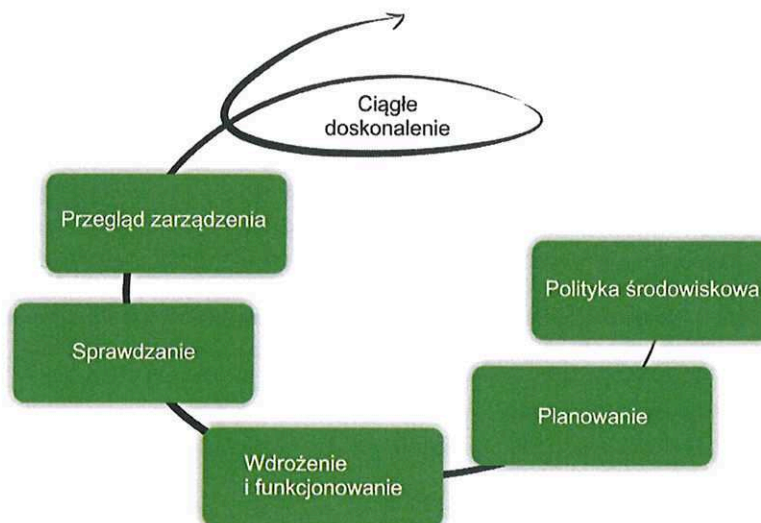 Ciągłe
doskonalenie
Przegląd zarządzenia
Polityka środowiskowa
Sprawdzanie
Planowanie
Wdrożenie
i funkcjonowanie